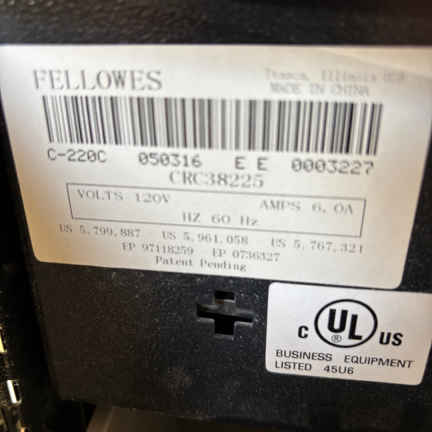 FELLOWES
Itasca, Illinois USA
MADE IN CHINA
C-220C 050316 E E 0003227
CRC38225
VOLTS 120V AMPS 6.0A
HZ 60 Hz
US 5,799,887 US 5,961,058 US 5,767,321
EP 97118259 EP 0736327
Patent Pending
C UL ® US
BUSINESS EQUIPMENT
LISTED 45U6